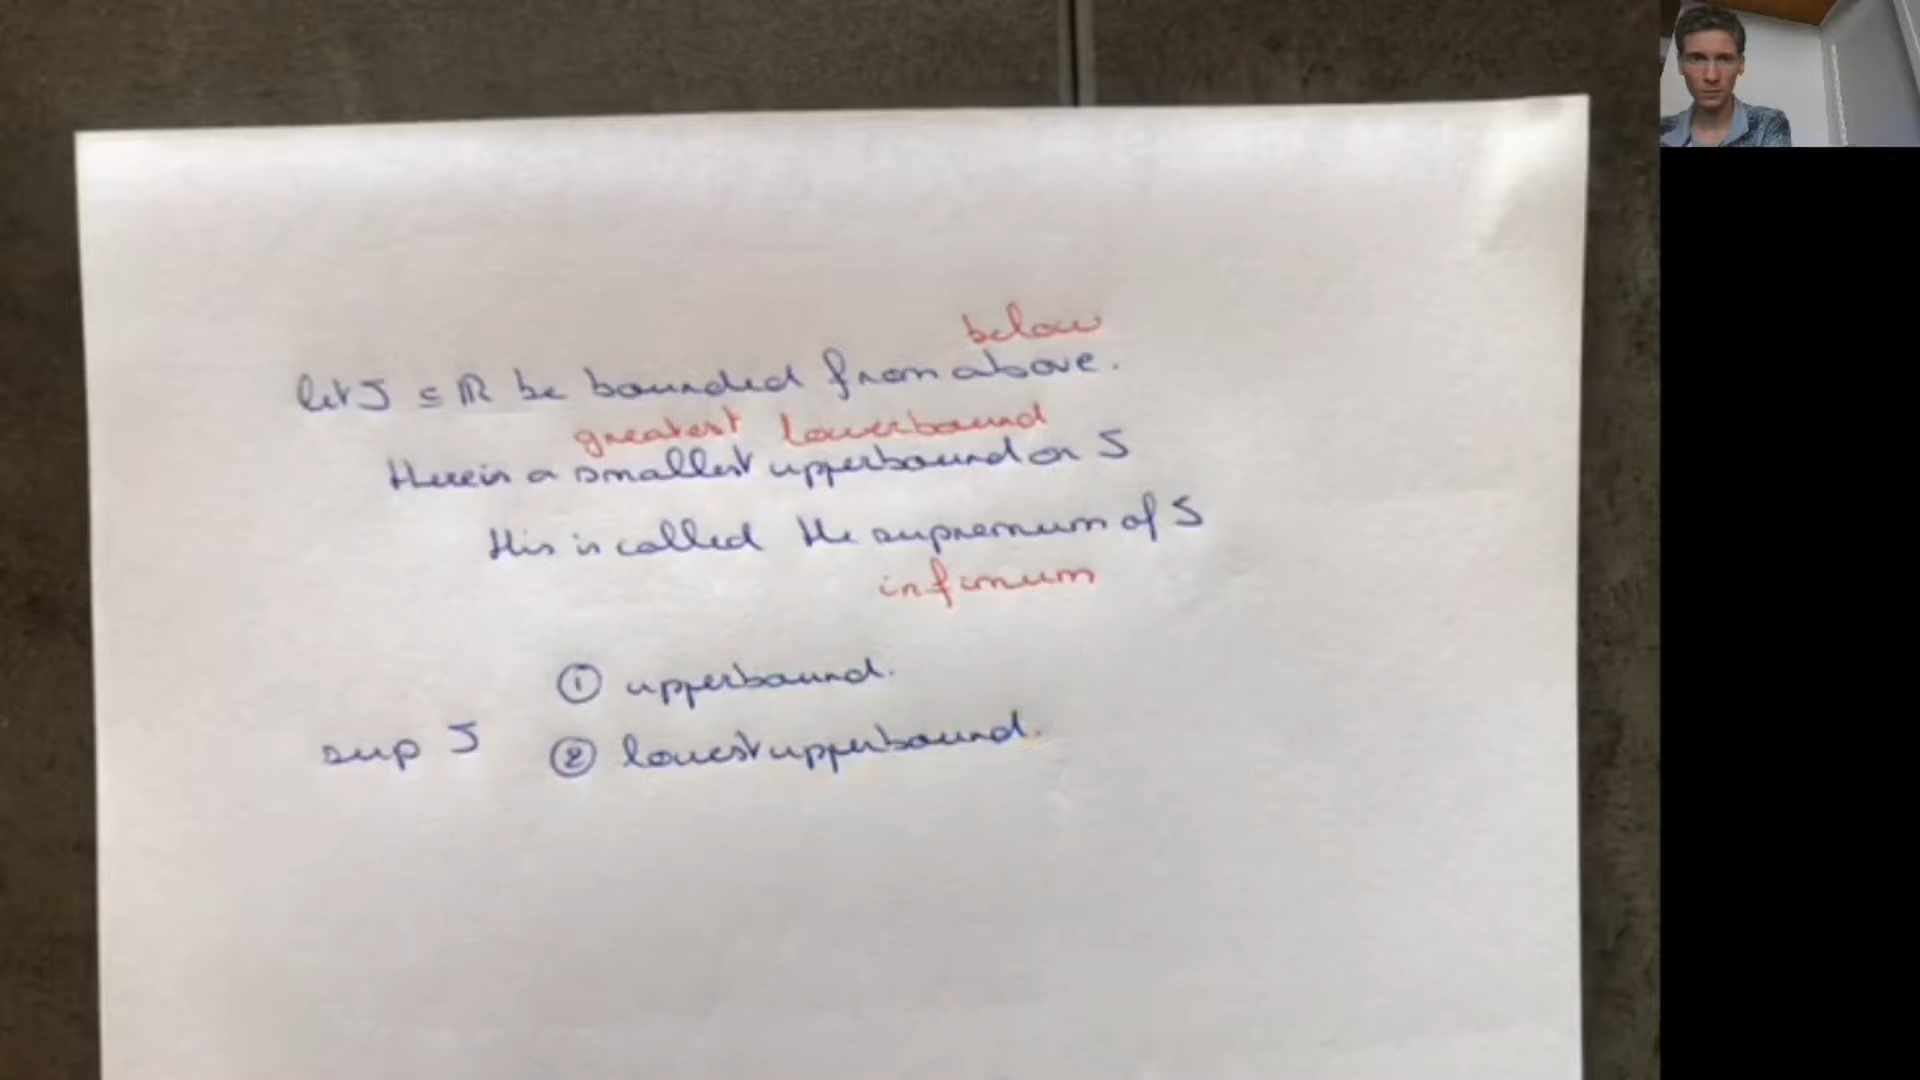 below
let S ⊆ ℝ be bounded from above.
greatest lowerbound
there is a smallest upperbound on S
this is called the supremum of S
infimum
① upperbound.
sup S ② lowest upperbound.